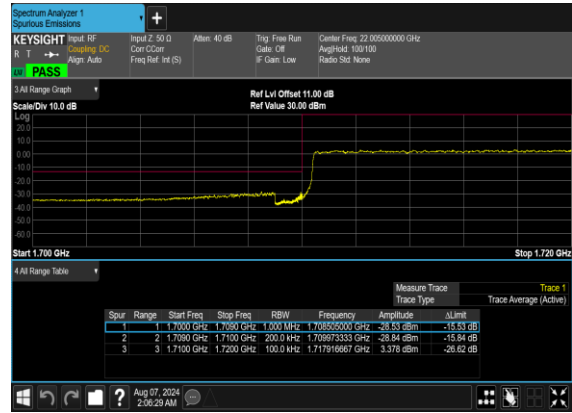 Spectrum Analyzer 1
Spurious Emissions
+
KEYSIGHT Input: RF Input Z: 50 Ω Atten: 40 dB Trig: Free Run Center Freq: 22.005000000 GHz
R T Coupling: DC Corr CCorr Gate: Off Avg|Hold: 100/100
Align: Auto Freq Ref: Int (S) IF Gain: Low Radio Std: None
LXI PASS
3 All Range Graph
Ref Lvl Offset 11.00 dB
Scale/Div 10.0 dB Ref Value 30.00 dBm
Log
20.0
10.0
0.00
-10.0
-20.0
-30.0
-40.0
-50.0
-60.0
Start 1.700 GHz Stop 1.720 GHz
4 All Range Table
Measure Trace Trace 1
Trace Type Trace Average (Active)
Spur Range Start Freq Stop Freq RBW Frequency Amplitude ΔLimit
1 1 1.7000 GHz 1.7090 GHz 1.000 MHz 1.708505000 GHz -28.53 dBm -15.53 dB
2 2 1.7090 GHz 1.7100 GHz 200.0 kHz 1.709973333 GHz -28.84 dBm -15.84 dB
3 3 1.7100 GHz 1.7200 GHz 100.0 kHz 1.717916667 GHz 3.378 dBm -26.62 dB
? Aug 07, 2024
2:06:29 AM